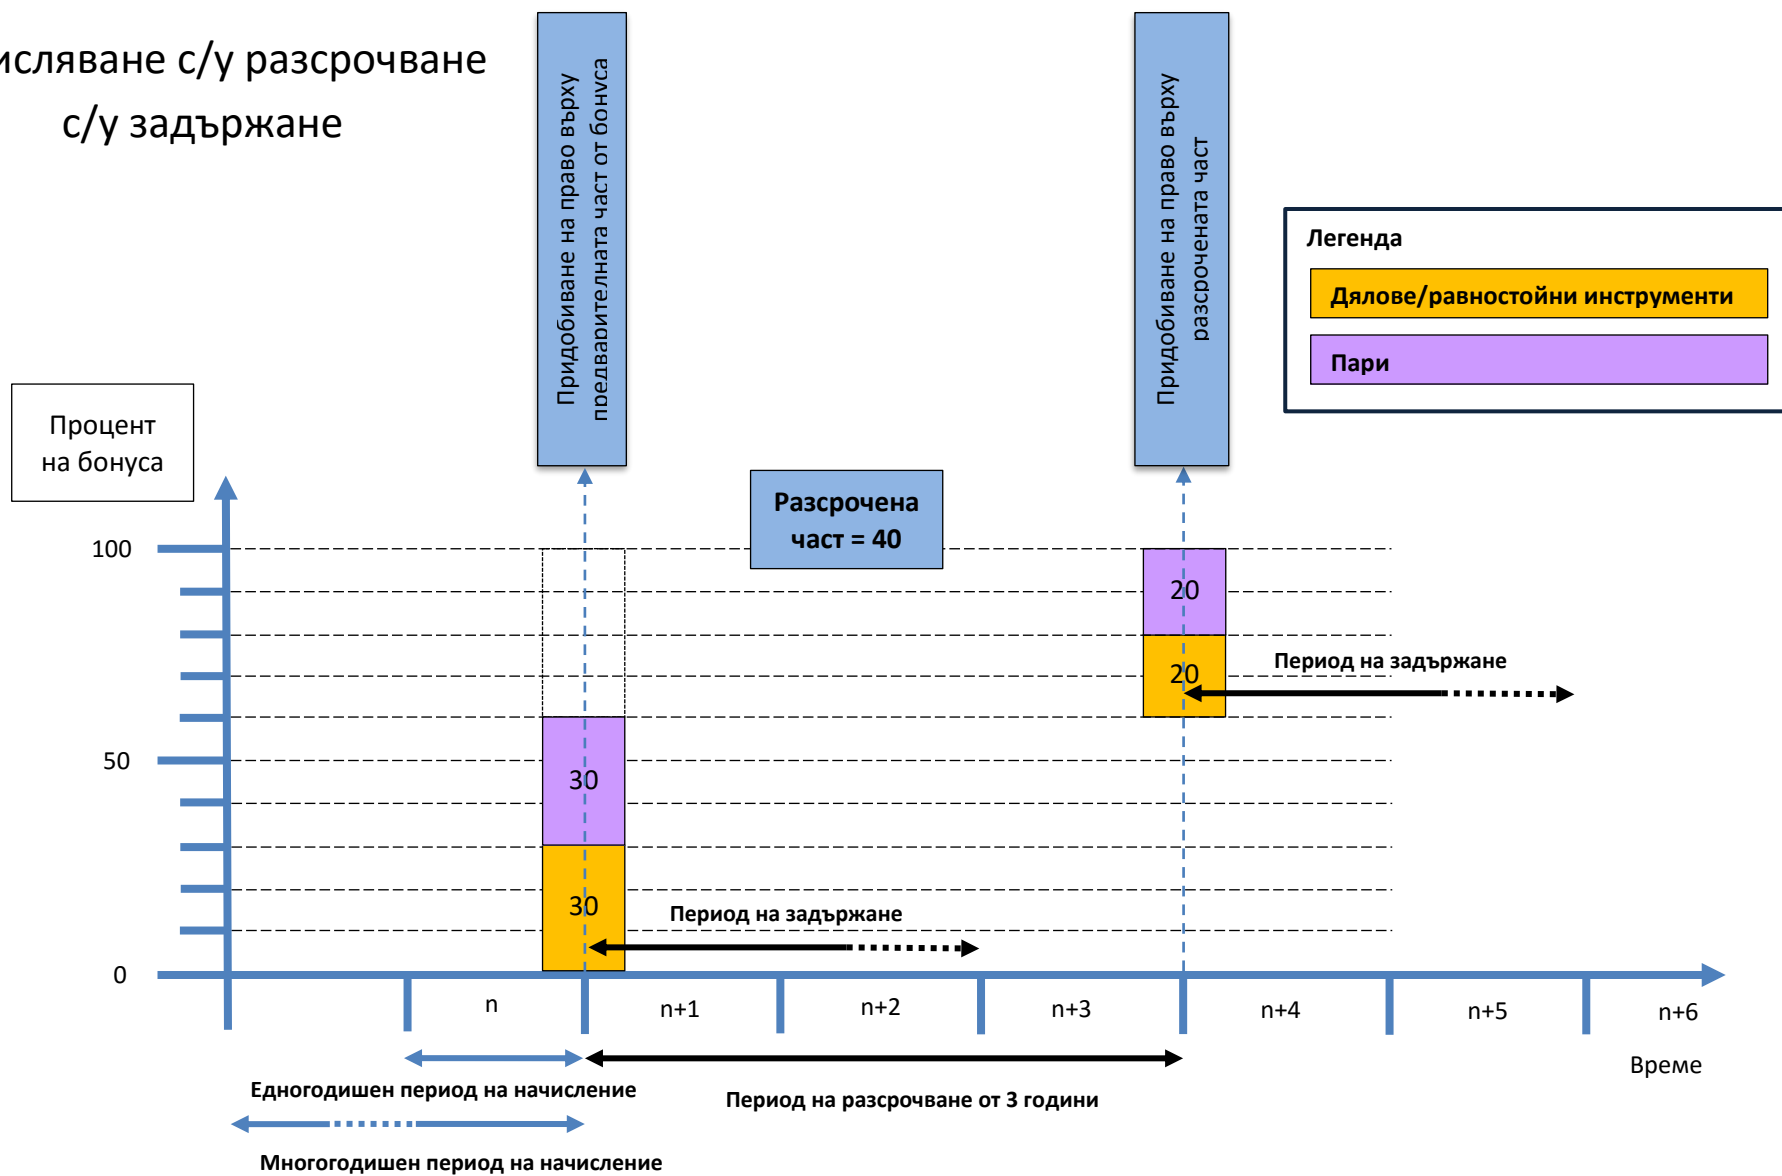 исляване с/у разсрочване
с/у задържане
Придобиване на право върху
предварителната част от бонуса
Придобиване на право върху
разсрочената част
Легенда
Дялове/равностойни инструменти
Пари
Процент
на бонуса
Разсрочена
част = 40
100
20
20
Период на задържане
50
30
30
Период на задържане
0
n
n+1
n+2
n+3
n+4
n+5
n+6
Време
Едногодишен период на начисление
Период на разсрочване от 3 години
Многогодишен период на начисление